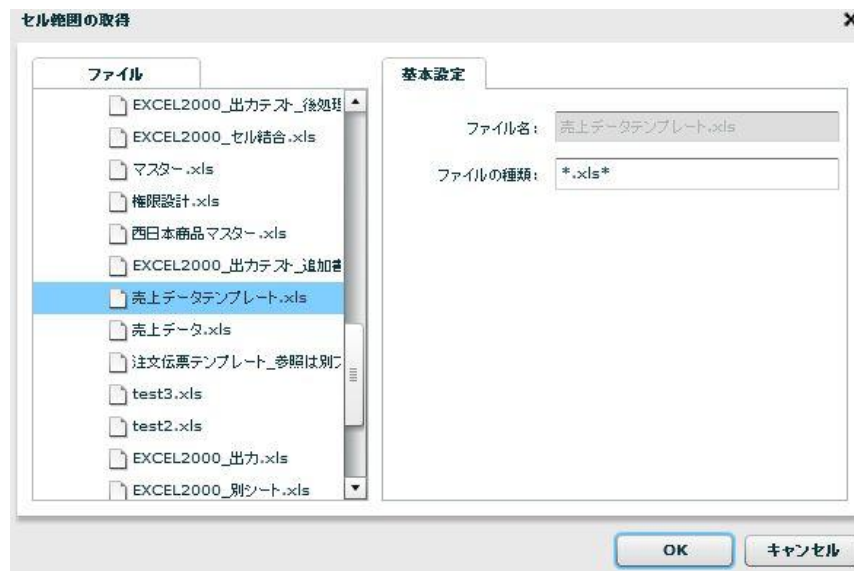 セル範囲の取得
ファイル
EXCEL2000_出力テスト_後処理
EXCEL2000_セル結合.xls
マスター.xls
権限設計.xls
西日本商品マスター.xls
EXCEL2000_出力テスト_追加書
売上データテンプレート.xls
売上データ.xls
注文伝票テンプレート_参照は別フ
test3.xls
test2.xls
EXCEL2000_出力.xls
EXCEL2000_別シート.xls
基本設定
ファイル名: 売上データテンプレート.xls
ファイルの種類: *.xls*
OK
キャンセル